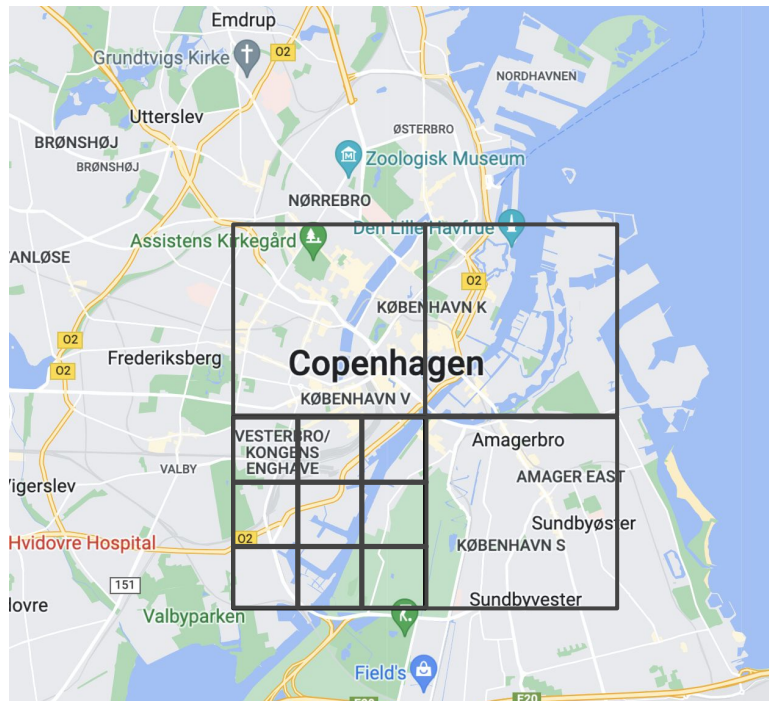 Emdrup
Grundtvigs Kirke
O2
NORDHAVNEN
Utterslev
ØSTERBRO
BRØNSHØJ
BRØNSHØJ
Zoologisk Museum
NØRREBRO
Den Lille Havfrue
Assistens Kirkegård
ANLØSE
O2
KØBENHAVN K
Frederiksberg
Copenhagen
O2
O2
KØBENHAVN V
VESTERBRO/
KONGENS
ENGHAVE
Amagerbro
VALBY
AMAGER EAST
Vigerslev
Sundbyøster
Hvidovre Hospital
O2
KØBENHAVN S
151
dovre
Sundbyvester
Valbyparken
Field's
E20